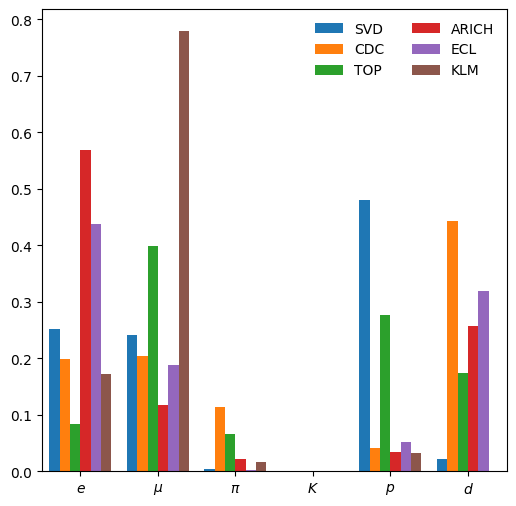 0.8
0.7
0.6
0.5
0.4
0.3
0.2
0.1
0.0
SVD
CDC
TOP
ARICH
ECL
KLM
e μ π K p d